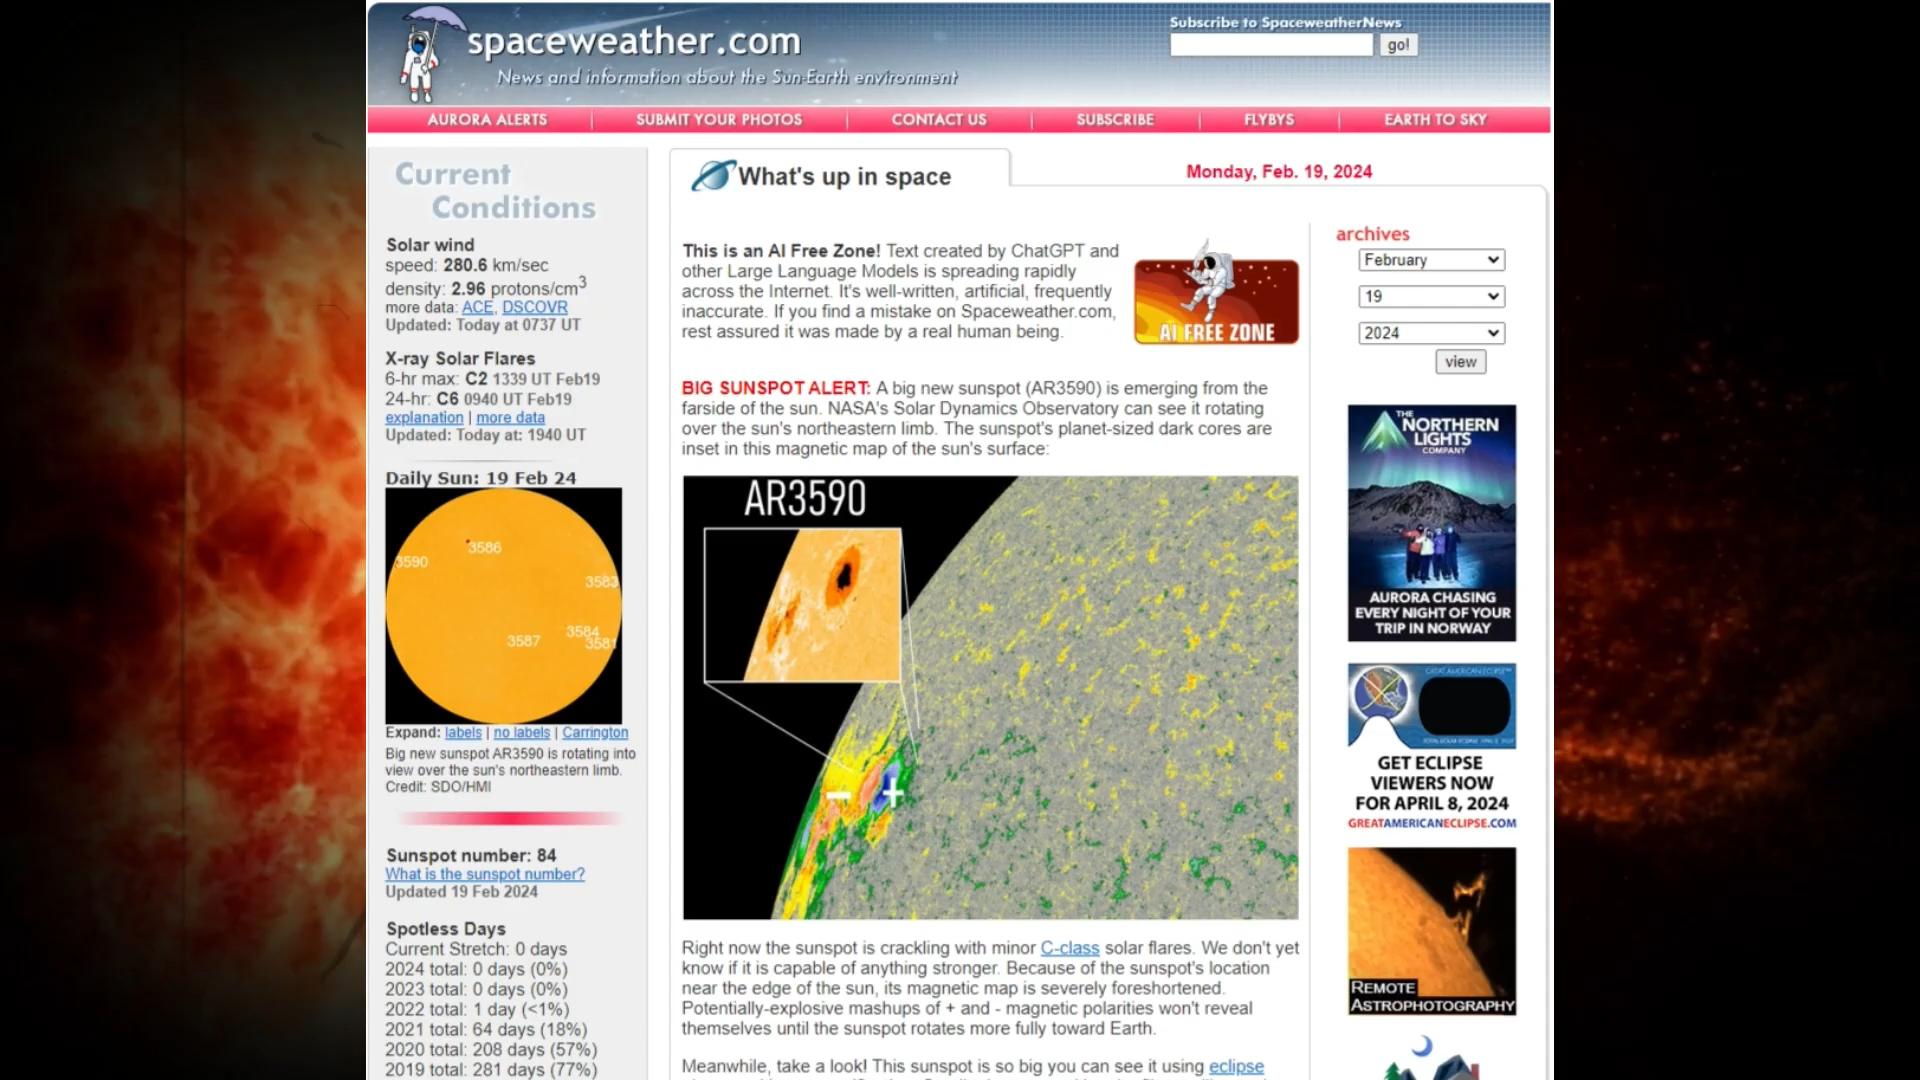 spaceweather.com
News and information about the Sun-Earth environment
Subscribe to SpaceweatherNews
go!
AURORA ALERTS
SUBMIT YOUR PHOTOS
CONTACT US
SUBSCRIBE
FLYBYS
EARTH TO SKY
Current
Conditions
Solar wind
speed: 280.6 km/sec
density: 2.96 protons/cm3
more data: ACE, DSCOVR
Updated: Today at 0737 UT
X-ray Solar Flares
6-hr max: C2 1339 UT Feb19
24-hr: C6 0940 UT Feb19
explanation | more data
Updated: Today at: 1940 UT
Daily Sun: 19 Feb 24
3590
3586
3583
3587
3584
3581
Expand: labels | no labels | Carrington
Big new sunspot AR3590 is rotating into
view over the sun's northeastern limb.
Credit: SDO/HMI
Sunspot number: 84
What is the sunspot number?
Updated 19 Feb 2024
Spotless Days
Current Stretch: 0 days
2024 total: 0 days (0%)
2023 total: 0 days (0%)
2022 total: 1 day (<1%)
2021 total: 64 days (18%)
2020 total: 208 days (57%)
2019 total: 281 days (77%)
What's up in space
Monday, Feb. 19, 2024
This is an AI Free Zone! Text created by ChatGPT and
other Large Language Models is spreading rapidly
across the Internet. It's well-written, artificial, frequently
inaccurate. If you find a mistake on Spaceweather.com,
rest assured it was made by a real human being.
AI FREE ZONE
BIG SUNSPOT ALERT: A big new sunspot (AR3590) is emerging from the
farside of the sun. NASA's Solar Dynamics Observatory can see it rotating
over the sun's northeastern limb. The sunspot's planet-sized dark cores are
inset in this magnetic map of the sun's surface:
AR3590
- +
Right now the sunspot is crackling with minor C-class solar flares. We don't yet
know if it is capable of anything stronger. Because of the sunspot's location
near the edge of the sun, its magnetic map is severely foreshortened.
Potentially-explosive mashups of + and - magnetic polarities won't reveal
themselves until the sunspot rotates more fully toward Earth.
Meanwhile, take a look! This sunspot is so big you can see it using eclipse
archives
February
19
2024
view
THE
NORTHERN
LIGHTS
COMPANY
AURORA CHASING
EVERY NIGHT OF YOUR
TRIP IN NORWAY
GREAT AMERICAN ECLIPSE
GET ECLIPSE
VIEWERS NOW
FOR APRIL 8, 2024
GREATAMERICANECLIPSE.COM
REMOTE
ASTROPHOTOGRAPHY